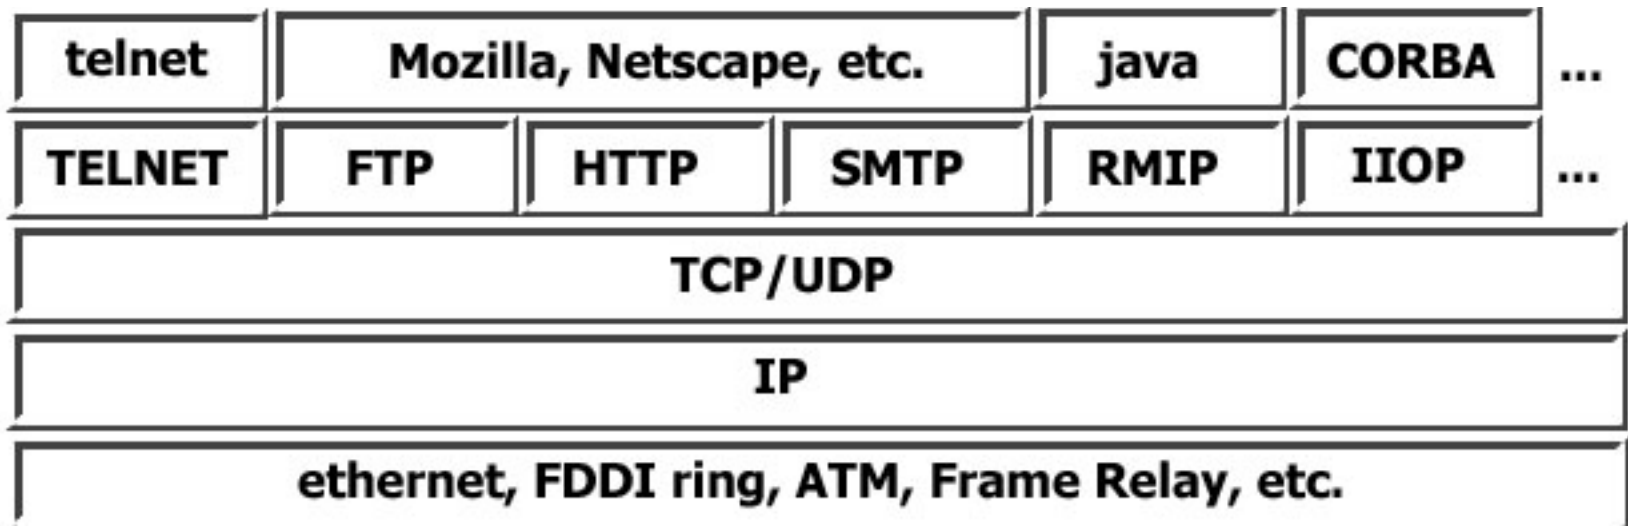 telnet Mozilla, Netscape, etc. java CORBA ...
TELNET FTP HTTP SMTP RMIP IIOP ...
TCP/UDP
IP
ethernet, FDDI ring, ATM, Frame Relay, etc.